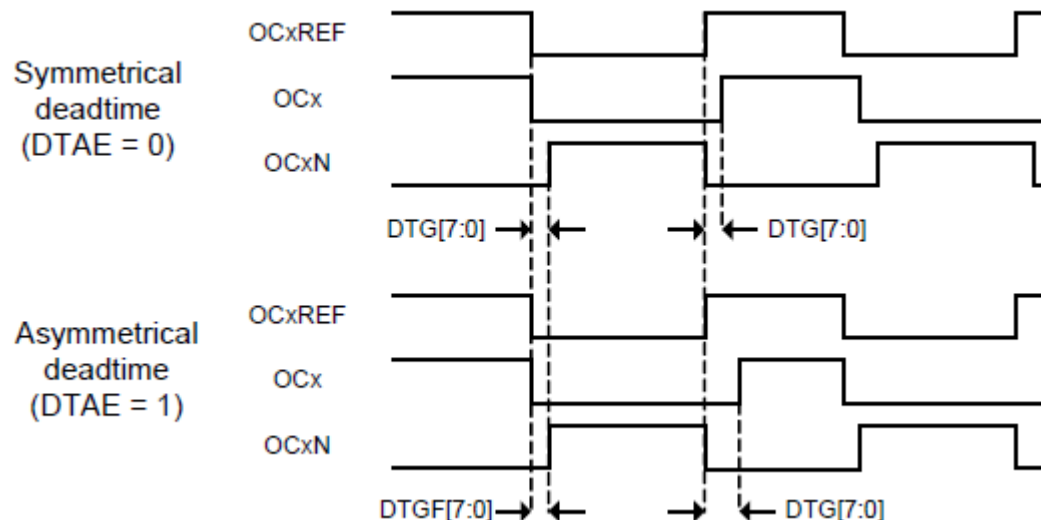 OCxREF
Symmetrical
deadtime
(DTAE = 0)
OCx
OCxN
DTG[7:0]
DTG[7:0]
OCxREF
Asymmetrical
deadtime
(DTAE = 1)
OCx
OCxN
DTGF[7:0]
DTG[7:0]